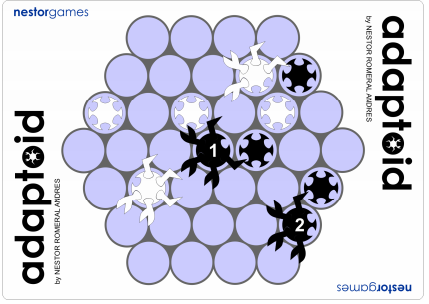 nestorgames
adaptoid
by NESTOR ROMERAL ANDRES
1
2
adaptoid
by NESTOR ROMERAL ANDRES
nestorgames